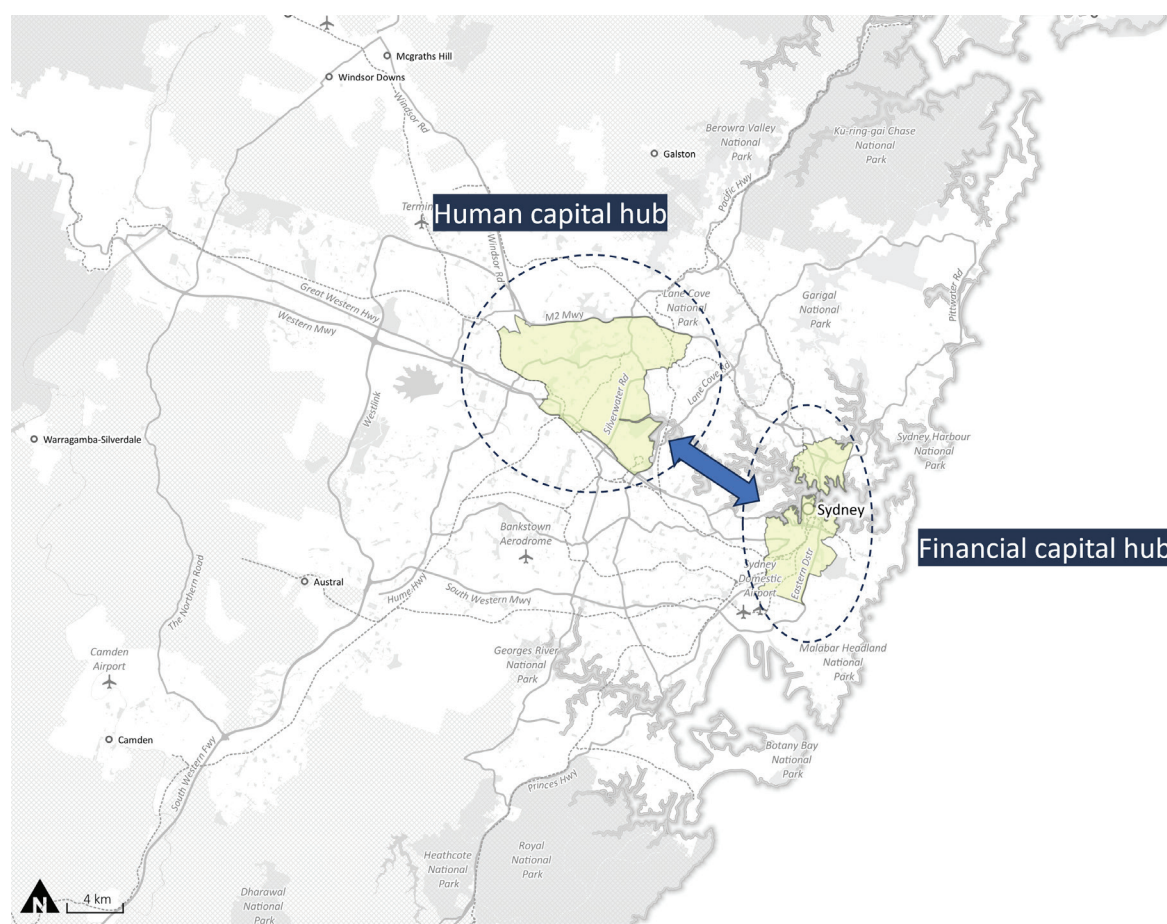 Mcgraths Hill
Windsor Downs
Windsor Rd
Berowra Valley
National
Park
Ku-ring-gai Chase
National
Park
Galston
Pacific Hwy
Human capital hub
Windsor Rd
Great Western Hwy
Western Mwy
M2 Mwy
Lane Cove
National
Park
Garigal
National
Park
Pittwater Rd
Westlink
Silverwater Rd
Lane Cove Rd
Warragamba-Silverdale
Sydney Harbour
National
Park
Sydney
Bankstown
Aerodrome
Financial capital hub
Sydney
Domestic
Airport
Eastern Dstr
Austral
The Northern Road
Hume Hwy
South Western Mwy
Georges River
National
Park
Malabar Headland
National
Park
Camden
Airport
Camden
South Western Fwy
Botany Bay
National
Park
Princes Hwy
Royal
National
Park
Heathcote
National
Park
Dharawal
National
Park
N
4 km